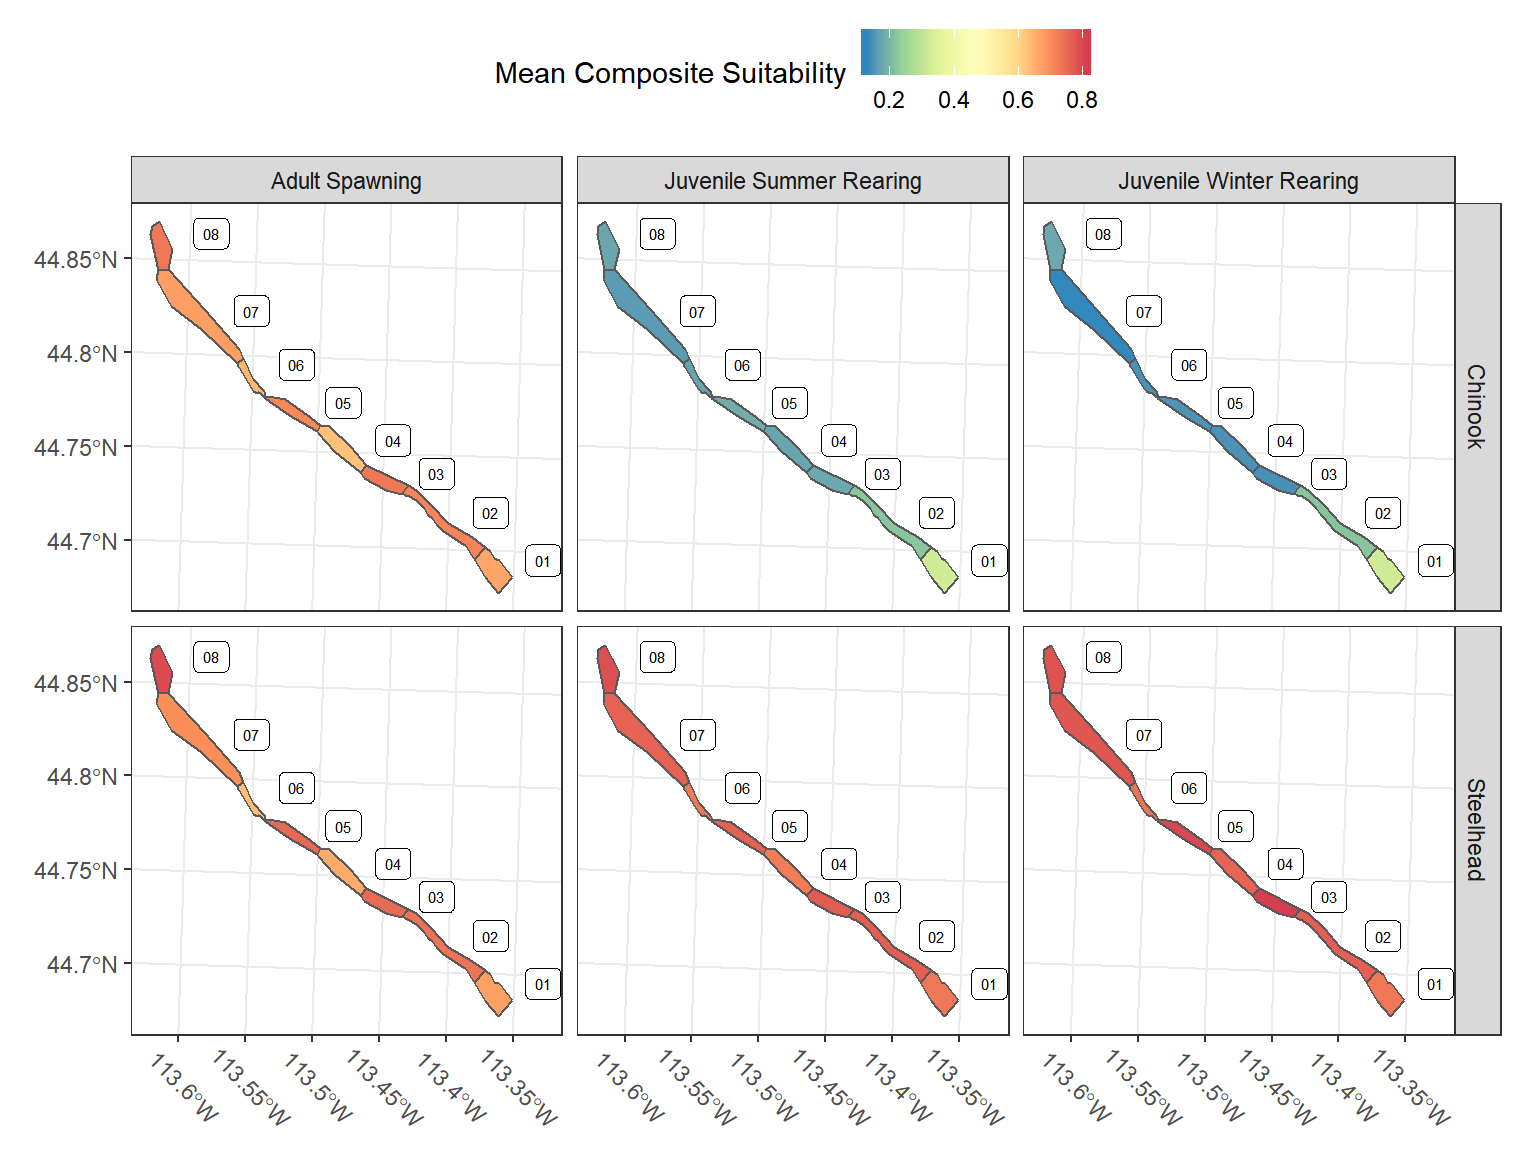 Mean Composite Suitability
0.2 0.4 0.6 0.8
Adult Spawning Juvenile Summer Rearing Juvenile Winter Rearing
44.85°N
44.8°N
44.75°N
44.7°N
08 07 06 05 04 03 02 01
08 07 06 05 04 03 02 01
08 07 06 05 04 03 02 01
Chinook
44.85°N
44.8°N
44.75°N
44.7°N
08 07 06 05 04 03 02 01
08 07 06 05 04 03 02 01
08 07 06 05 04 03 02 01
Steelhead
113.6°W 113.55°W 113.5°W 113.45°W 113.4°W 113.35°W
113.6°W 113.55°W 113.5°W 113.45°W 113.4°W 113.35°W
113.6°W 113.55°W 113.5°W 113.45°W 113.4°W 113.35°W